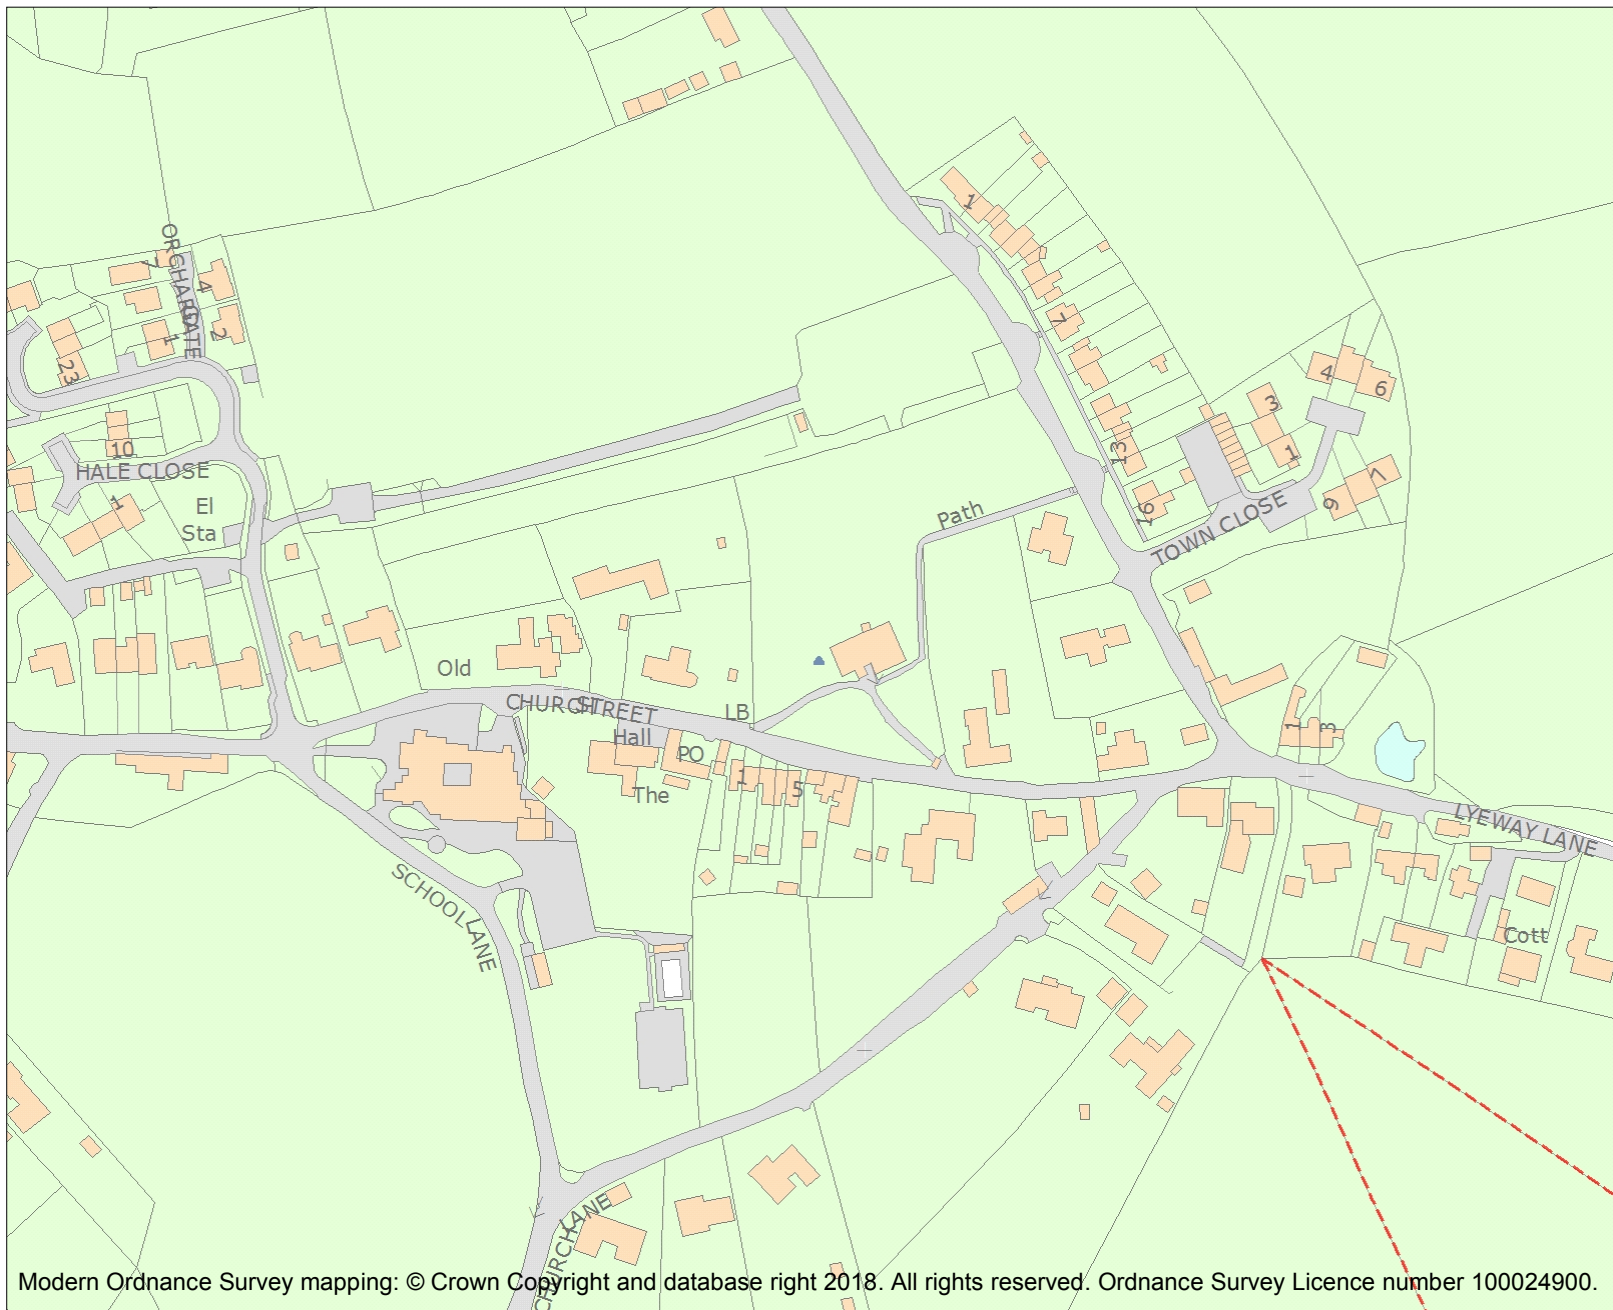 1
ORCHARD
GATE
7
4
1
2
23
7
4
6
3
10
13
1
HALE CLOSE
7
1
El
Sta
9
16
Path
TOWN CLOSE
Old
CHURCH STREET
LB
1
3
Hall
PO
The
1
5
LYEWAY LANE
SCHOOL LANE
Cott
CHURCH LANE
Modern Ordnance Survey mapping: © Crown Copyright and database right 2018. All rights reserved. Ordnance Survey Licence number 100024900.